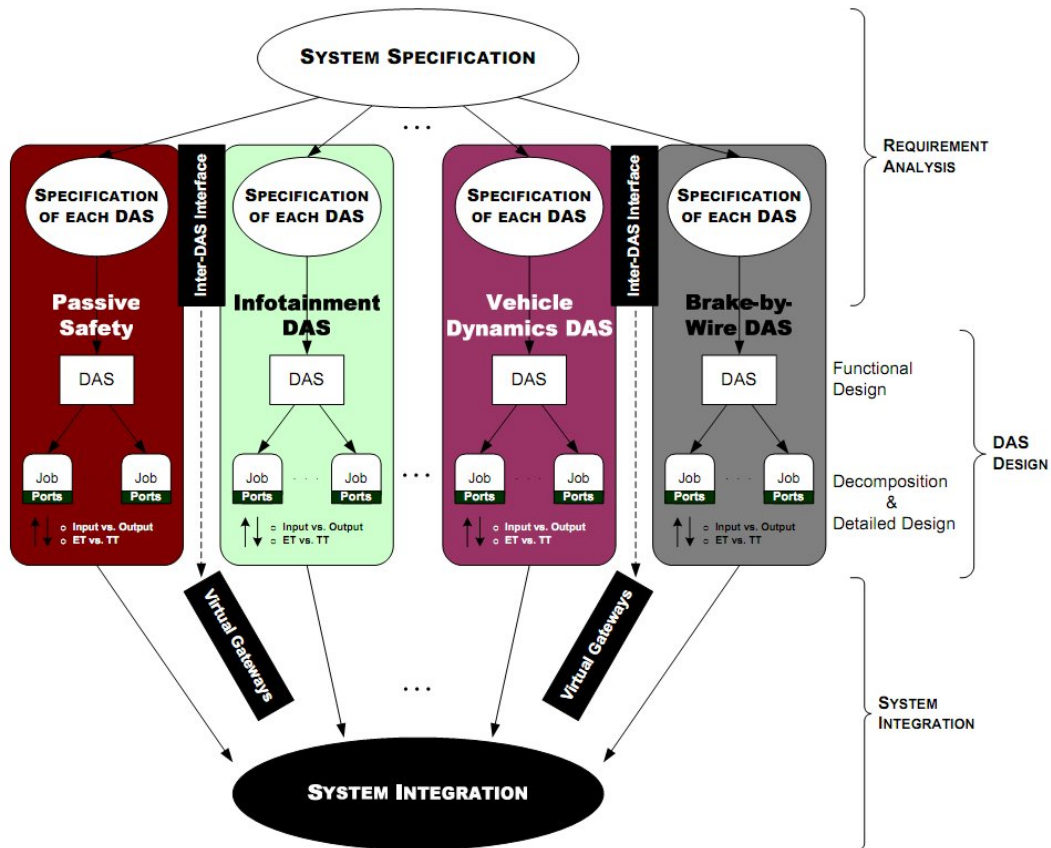 SYSTEM SPECIFICATION
...
REQUIREMENT
ANALYSIS
SPECIFICATION
OF EACH DAS
Inter-DAS Interface
SPECIFICATION
OF EACH DAS
SPECIFICATION
OF EACH DAS
Inter-DAS Interface
SPECIFICATION
OF EACH DAS
Passive
Safety
Infotainment
DAS
Vehicle
Dynamics DAS
Brake-by-
Wire DAS
DAS
DAS
DAS
DAS
Functional
Design
DAS
DESIGN
Job
Ports
Job
Ports
Job
Ports
. . .
Job
Ports
...
Job
Ports
. . .
Job
Ports
Job
Ports
. . .
Job
Ports
Decomposition
&
Detailed Design
Input vs. Output
ET vs. TT
Input vs. Output
ET vs. TT
Input vs. Output
ET vs. TT
Input vs. Output
ET vs. TT
Virtual Gateways
Virtual Gateways
...
SYSTEM
INTEGRATION
SYSTEM INTEGRATION